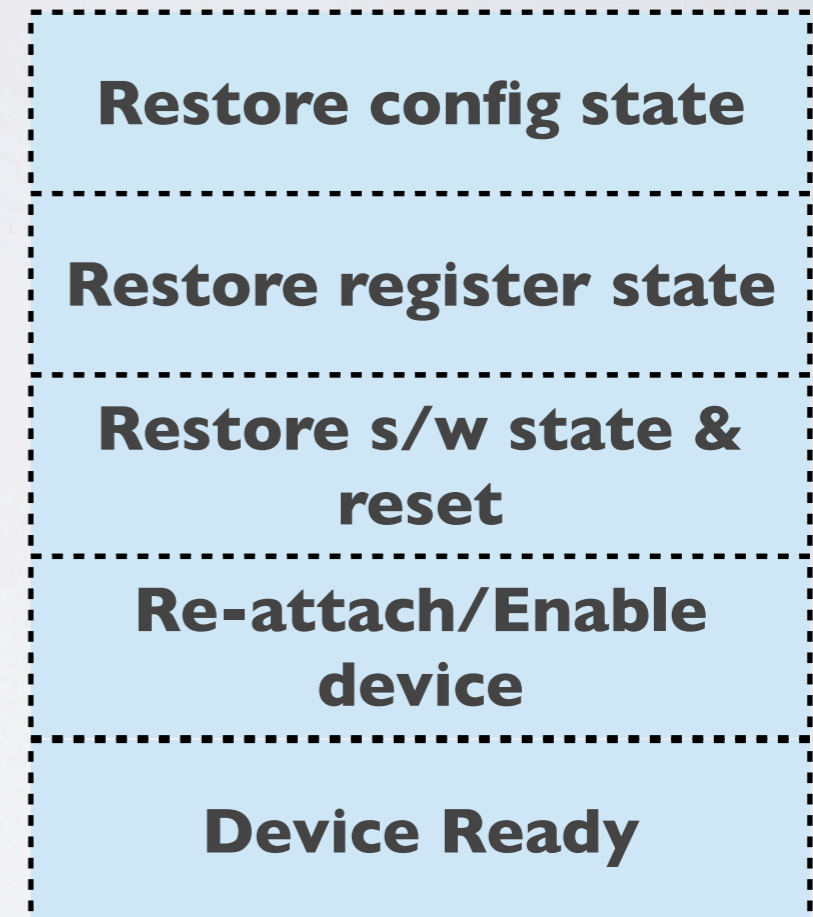 Restore config state
Restore register state
Restore s/w state &
reset
Re-attach/Enable
device
Device Ready